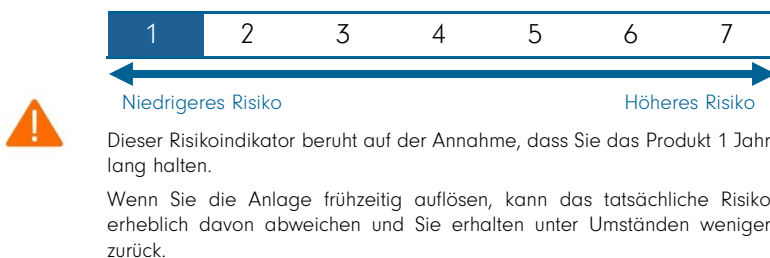 1 2 3 4 5 6 7
Niedrigeres Risiko Höheres Risiko
Dieser Risikoindikator beruht auf der Annahme, dass Sie das Produkt 1 Jahr
lang halten.
Wenn Sie die Anlage frühzeitig auflösen, kann das tatsächliche Risiko
erheblich davon abweichen und Sie erhalten unter Umständen weniger
zurück.